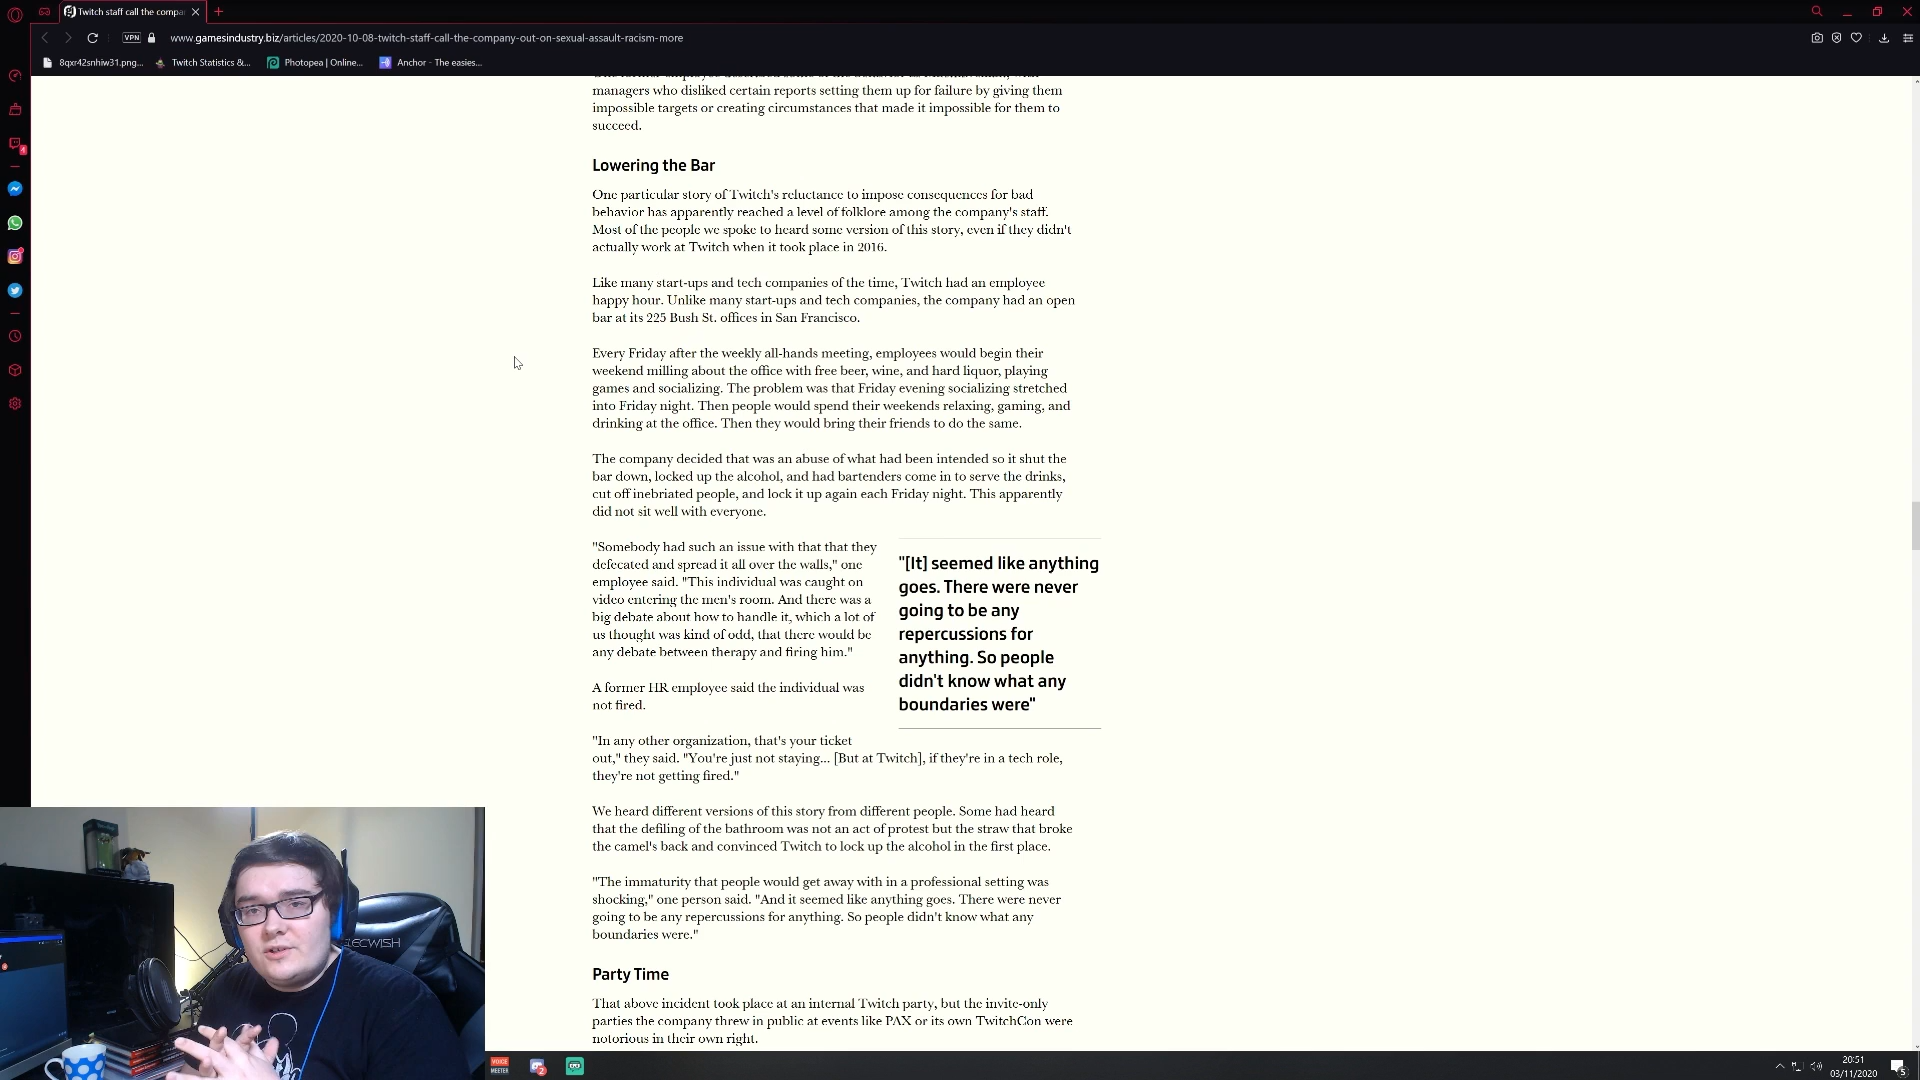 Twitch staff call the compa
www.gamesindustry.biz/articles/2020-10-08-twitch-staff-call-the-company-out-on-sexual-assault-racism-more
VPN
8qxr42snhiw31.png...
Twitch Statistics &...
Photopea | Online...
Anchor - The easies...
managers who disliked certain reports setting them up for failure by giving them
impossible targets or creating circumstances that made it impossible for them to
succeed.
Lowering the Bar
One particular story of Twitch's reluctance to impose consequences for bad
behavior has apparently reached a level of folklore among the company's staff.
Most of the people we spoke to heard some version of this story, even if they didn't
actually work at Twitch when it took place in 2016.
Like many start-ups and tech companies of the time, Twitch had an employee
happy hour. Unlike many start-ups and tech companies, the company had an open
bar at its 225 Bush St. offices in San Francisco.
Every Friday after the weekly all-hands meeting, employees would begin their
weekend milling about the office with free beer, wine, and hard liquor, playing
games and socializing. The problem was that Friday evening socializing stretched
into Friday night. Then people would spend their weekends relaxing, gaming, and
drinking at the office. Then they would bring their friends to do the same.
The company decided that was an abuse of what had been intended so it shut the
bar down, locked up the alcohol, and had bartenders come in to serve the drinks,
cut off inebriated people, and lock it up again each Friday night. This apparently
did not sit well with everyone.
"Somebody had such an issue with that that they
defecated and spread it all over the walls," one
employee said. "This individual was caught on
video entering the men's room. And there was a
big debate about how to handle it, which a lot of
us thought was kind of odd, that there would be
any debate between therapy and firing him."
"[It] seemed like anything
goes. There were never
going to be any
repercussions for
anything. So people
didn't know what any
boundaries were"
A former HR employee said the individual was
not fired.
"In any other organization, that's your ticket
out," they said. "You're just not staying... [But at Twitch], if they're in a tech role,
they're not getting fired."
We heard different versions of this story from different people. Some had heard
that the defiling of the bathroom was not an act of protest but the straw that broke
the camel's back and convinced Twitch to lock up the alcohol in the first place.
"The immaturity that people would get away with in a professional setting was
shocking," one person said. "And it seemed like anything goes. There were never
going to be any repercussions for anything. So people didn't know what any
boundaries were."
Party Time
That above incident took place at an internal Twitch party, but the invite-only
parties the company threw in public at events like PAX or its own TwitchCon were
notorious in their own right.
ELECWISH
VOICE
MEETER
2
20:51
03/11/2020
5